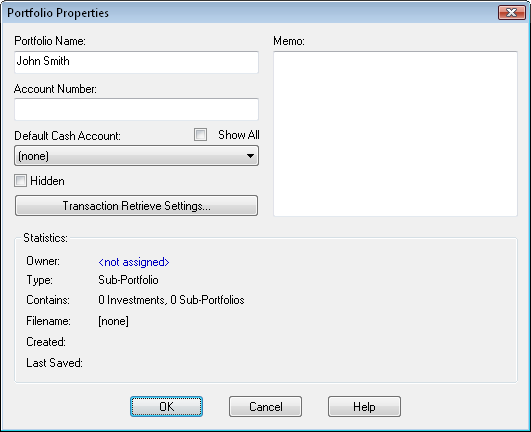 Portfolio Properties
Portfolio Name:
John Smith
Account Number:
Default Cash Account:
Show All
(none)
Hidden
Transaction Retrieve Settings...
Memo:
Statistics:
Owner: <not assigned>
Type: Sub-Portfolio
Contains: 0 Investments, 0 Sub-Portfolios
Filename: [none]
Created:
Last Saved:
OK Cancel Help